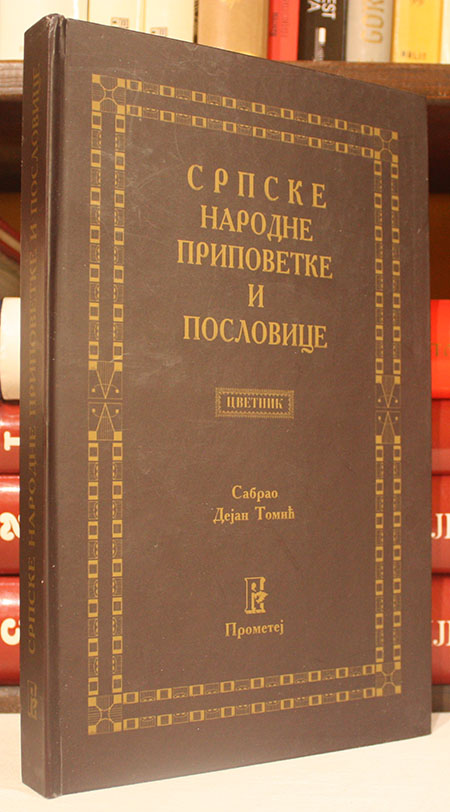 СРПСКЕ
НАРОДНЕ
ПРИПОВЕТКЕ
И
ПОСЛОВИЦЕ
ЦВЕТНИК
Сабрао
Дејан Томић
Прометеј
СРПСКЕ НАРОДНЕ ПРИПОВЕТКЕ И ПОСЛОВИЦЕ